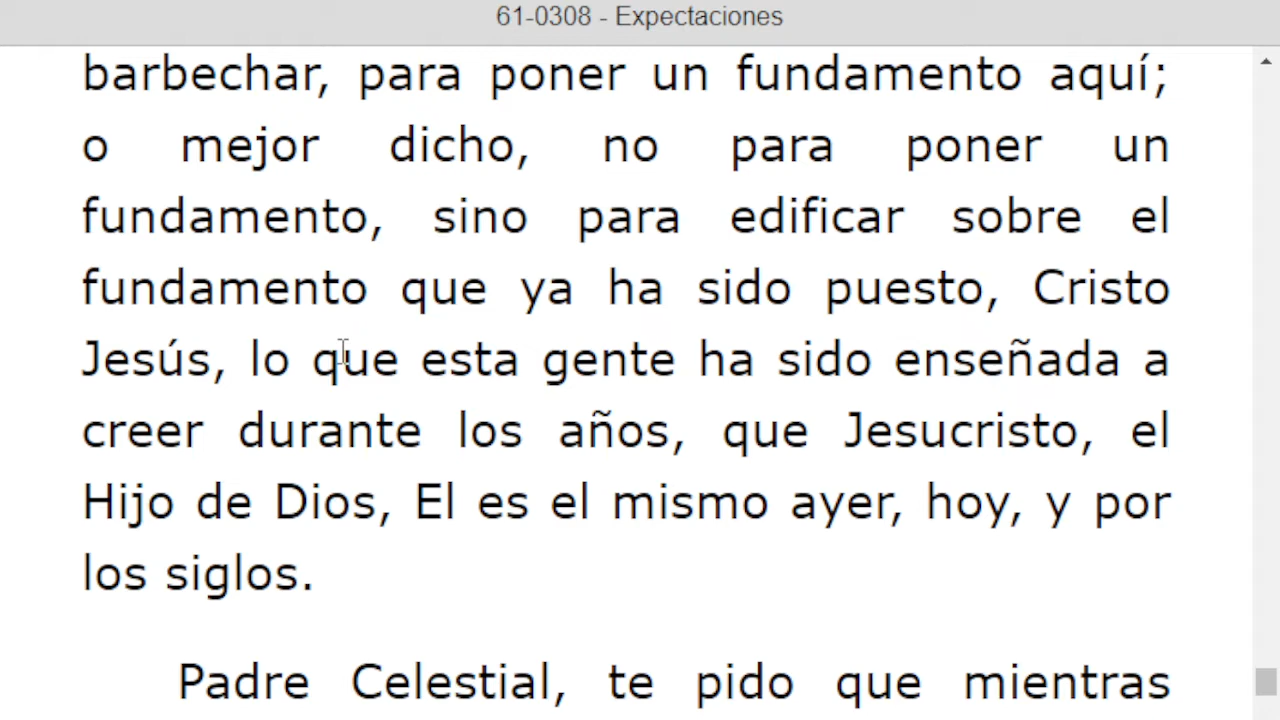 61-0308 - Expectaciones
barbechar, para poner un fundamento aquí;
o mejor dicho, no para poner un
fundamento, sino para edificar sobre el
fundamento que ya ha sido puesto, Cristo
Jesús, lo que esta gente ha sido enseñada a
creer durante los años, que Jesucristo, el
Hijo de Dios, El es el mismo ayer, hoy, y por
los siglos.
Padre Celestial, te pido que mientras